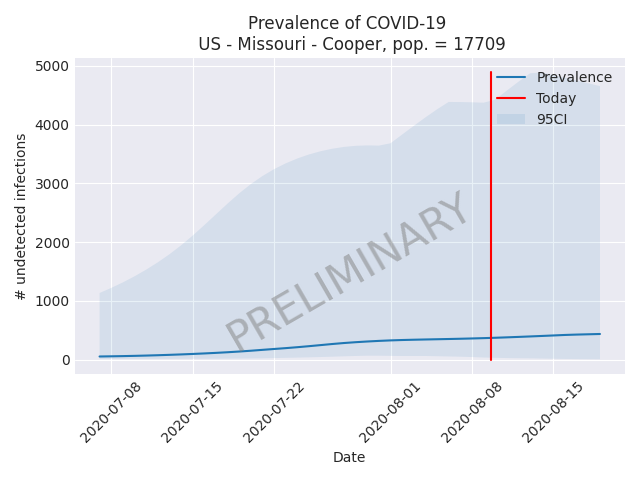 Prevalence of COVID-19
US - Missouri - Cooper, pop. = 17709
5000
4000
3000
2000
1000
0
# undetected infections
Prevalence
Today
95CI
PRELIMINARY
2020-07-08
2020-07-15
2020-07-22
2020-08-01
2020-08-08
2020-08-15
Date